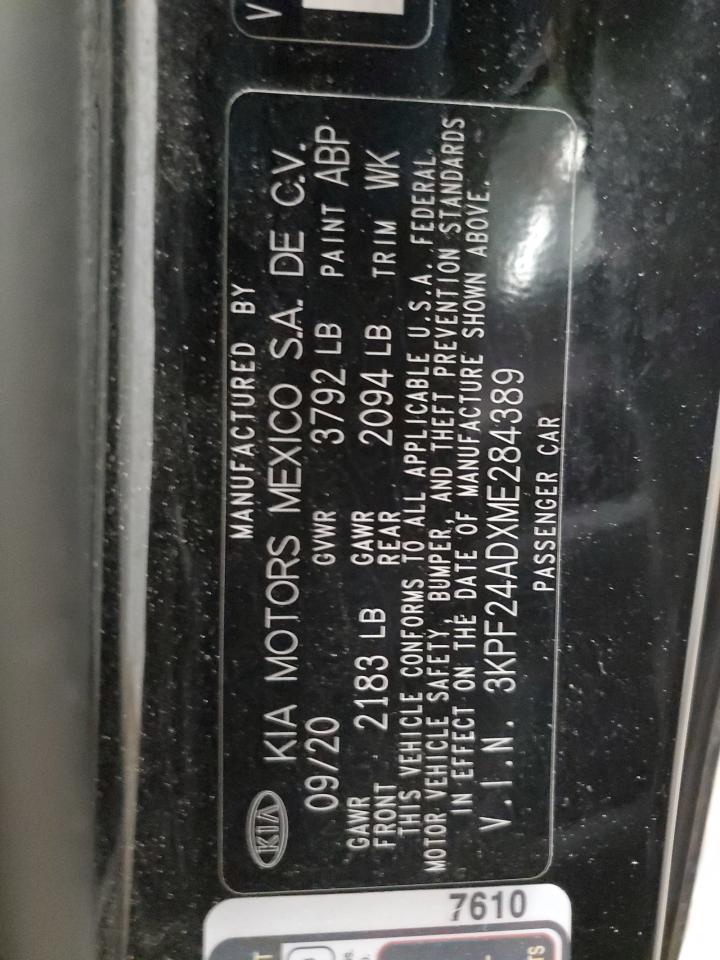 KIA
MANUFACTURED BY
KIA MOTORS MEXICO S.A. DE C.V.
09/20 GVWR 3792 LB PAINT ABP
GAWR FRONT 2183 LB GAWR REAR 2094 LB TRIM WK
THIS VEHICLE CONFORMS TO ALL APPLICABLE U.S.A. FEDERAL
MOTOR VEHICLE SAFETY, BUMPER, AND THEFT PREVENTION STANDARDS
IN EFFECT ON THE DATE OF MANUFACTURE SHOWN ABOVE.
V.I.N. 3KPF24ADXME284389
PASSENGER CAR
7610